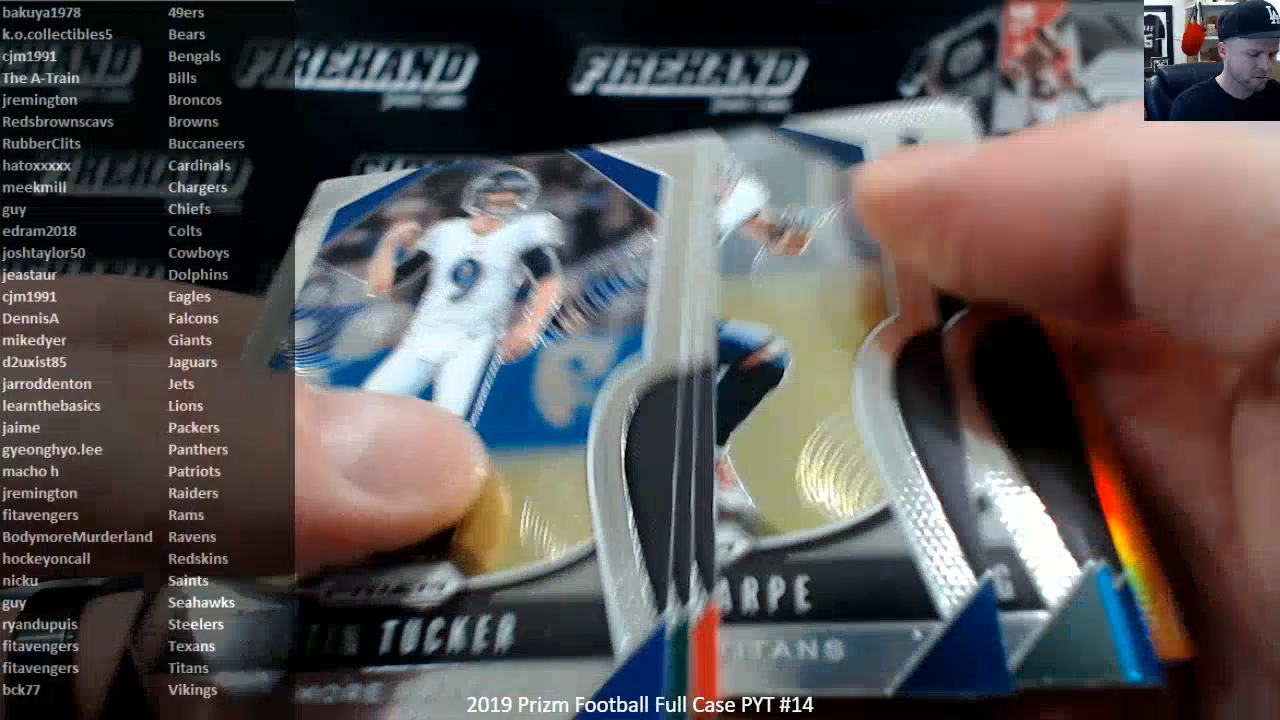 bakuya1978 49ers
k.o.collectibles5 Bears
cjm1991 Bengals
The A-Train Bills
jremington Broncos
Redsbrownscavs Browns
RubberClits Buccaneers
hatoxxxxx Cardinals
meekmill Chargers
guy Chiefs
edram2018 Colts
joshtaylor50 Cowboys
jeastaur Dolphins
cjm1991 Eagles
DennisA Falcons
mikedyer Giants
d2uxist85 Jaguars
jarroddenton Jets
learnthebasics Lions
jaime Packers
gyeonghyo.lee Panthers
macho h Patriots
jremington Raiders
fitavengers Rams
BodymoreMurderland Ravens
hockeyoncall Redskins
nicku Saints
guy Seahawks
ryandupuis Steelers
fitavengers Texans
fitavengers Titans
bck77 Vikings
FIREHAND FIREHAND
9
TUCKER
ARPE
TITANS
2019 Prizm Football Full Case PYT #14